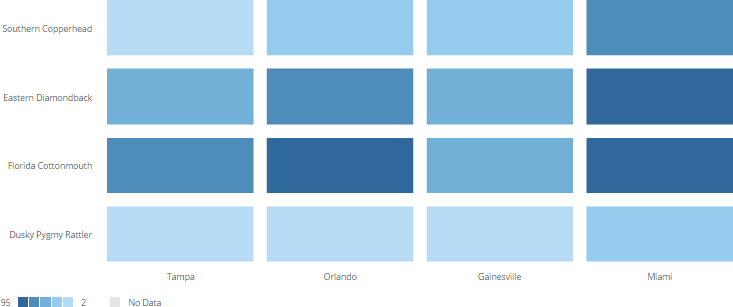 Southern Copperhead
Eastern Diamondback
Florida Cottonmouth
Dusky Pygmy Rattler
Tampa Orlando Gainesville Miami
95 2 No Data